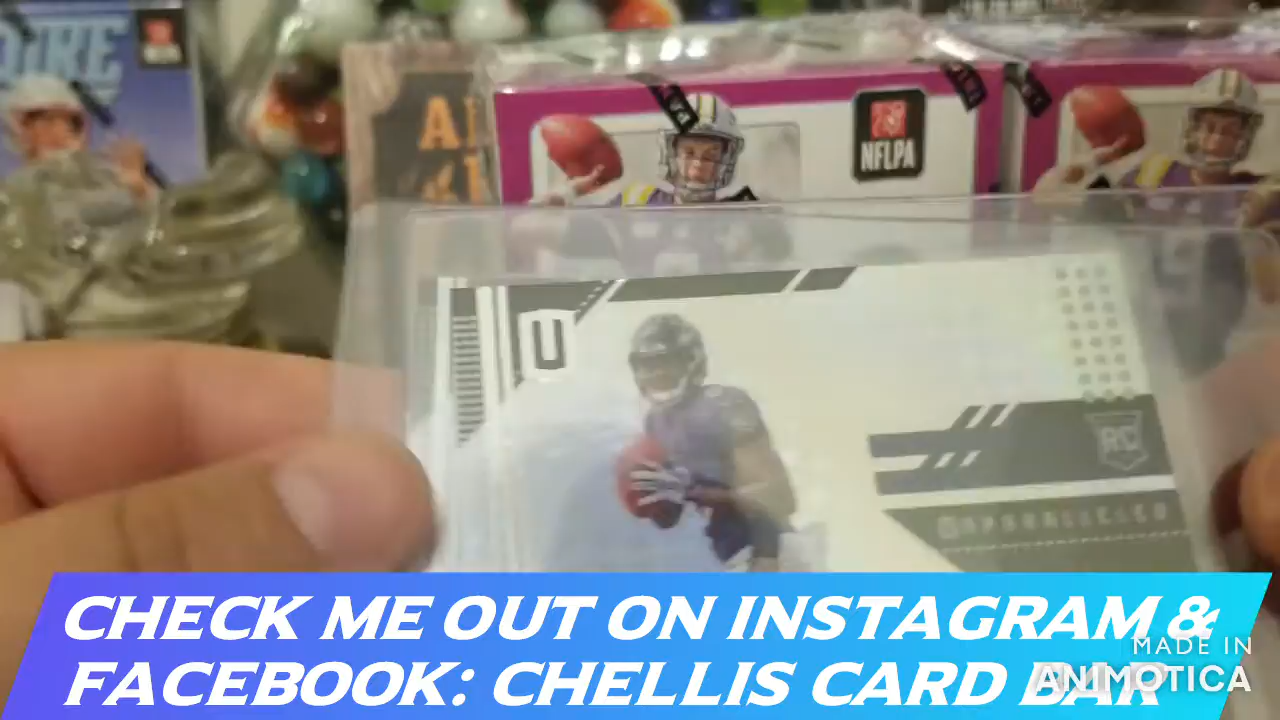 NFLPA
U
RC
CHECK ME OUT ON INSTAGRAM &
FACEBOOK: CHELLIS CARD BAR
MADE IN
ANIMOTICA